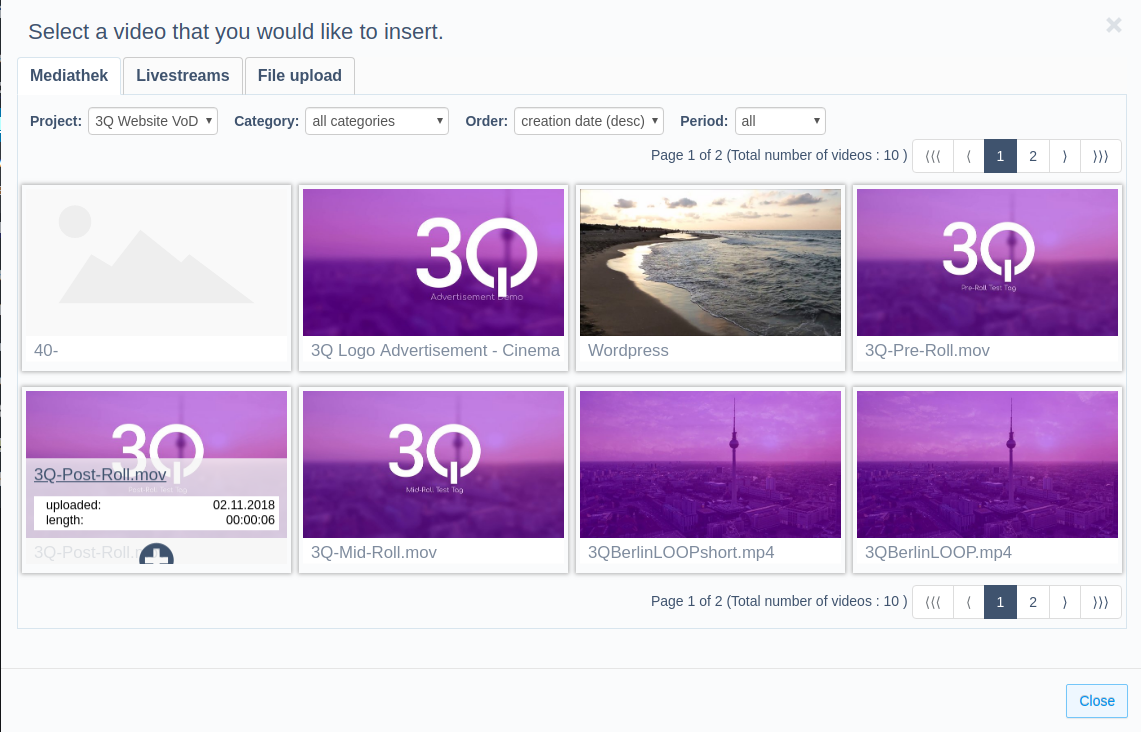 Select a video that you would like to insert.
×
Mediathek Livestreams File upload
Project: 3Q Website VoD Category: all categories Order: creation date (desc) Period: all
Page 1 of 2 (Total number of videos : 10 ) ⟨⟨⟨ ⟨ 1 2 ⟩ ⟩⟩⟩
3Q
Advertisement Demo
3Q
Pre-Roll Test Tag
40-
3Q Logo Advertisement - Cinema
Wordpress
3Q-Pre-Roll.mov
3Q
3Q-Post-Roll.mov
Post-Roll Test Tag
uploaded: 02.11.2018
length: 00:00:06
3Q-Post-Roll.m
3Q
Mid-Roll Test Tag
3Q-Mid-Roll.mov
3QBerlinLOOPshort.mp4
3QBerlinLOOP.mp4
Page 1 of 2 (Total number of videos : 10 ) ⟨⟨⟨ ⟨ 1 2 ⟩ ⟩⟩⟩
Close